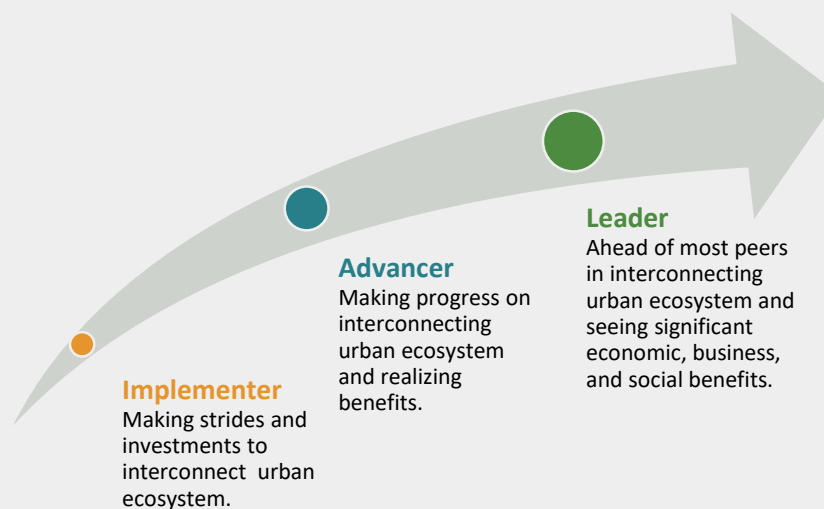 Implementer
Making strides and
investments to
interconnect  urban
ecosystem.
Advancer
Making progress on
interconnecting
urban ecosystem
and realizing
benefits.
Leader
Ahead of most peers
in interconnecting
urban ecosystem and
seeing significant
economic, business,
and social benefits.